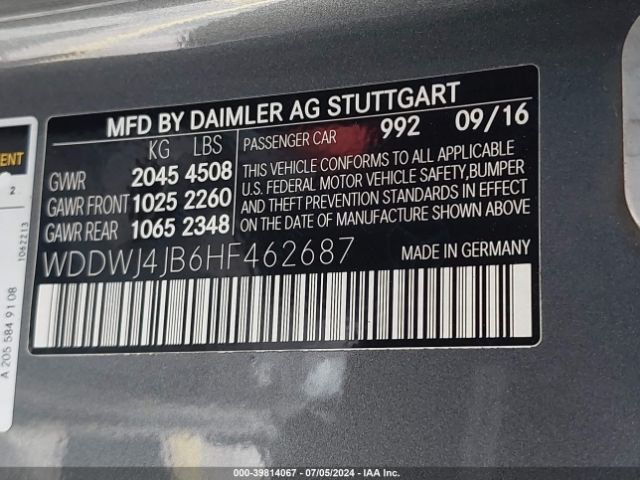 MFD BY DAIMLER AG STUTTGART
KG LBS
PASSENGER CAR 992 09/16
GVWR 2045 4508
GAWR FRONT 1025 2260
GAWR REAR 1065 2348
THIS VEHICLE CONFORMS TO ALL APPLICABLE
U.S. FEDERAL MOTOR VEHICLE SAFETY,BUMPER
AND THEFT PREVENTION STANDARDS IN EFFECT
ON THE DATE OF MANUFACTURE SHOWN ABOVE.
WDDWJ4JB6HF462687
MADE IN GERMANY
2
1062213
A 205 584 91 08
000-39814067 - 07/05/2024 - IAA Inc.